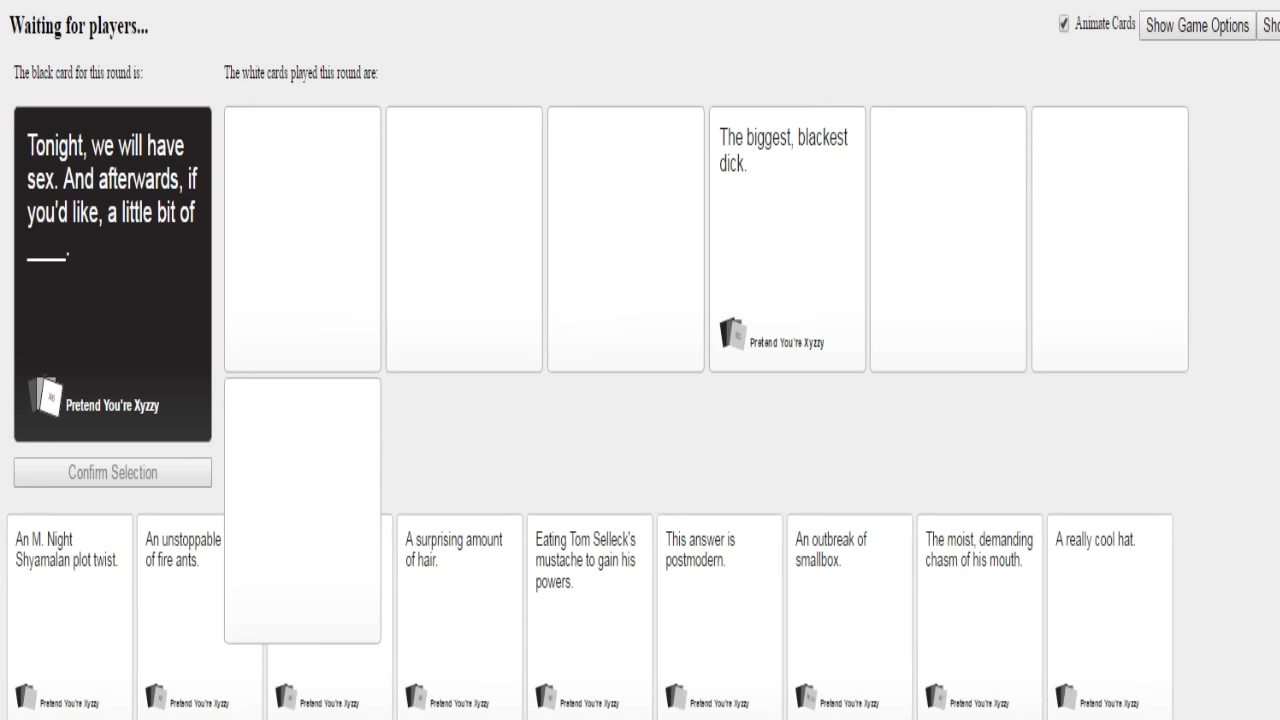 Waiting for players...
Animate Cards
Show Game Options
The black card for this round is:
The white cards played this round are:
Tonight, we will have
sex. And afterwards, if
you'd like, a little bit of
____.
Pretend You're Xyzzy
The biggest, blackest
dick.
Pretend You're Xyzzy
Confirm Selection
An M. Night
Shyamalan plot twist.
Pretend You're Xyzzy
An unstoppable
of fire ants.
Pretend You're Xyzzy
Pretend You're Xyzzy
A surprising amount
of hair.
Pretend You're Xyzzy
Eating Tom Selleck's
mustache to gain his
powers.
Pretend You're Xyzzy
This answer is
postmodern.
Pretend You're Xyzzy
An outbreak of
smallbox.
Pretend You're Xyzzy
The moist, demanding
chasm of his mouth.
Pretend You're Xyzzy
A really cool hat.
Pretend You're Xyzzy